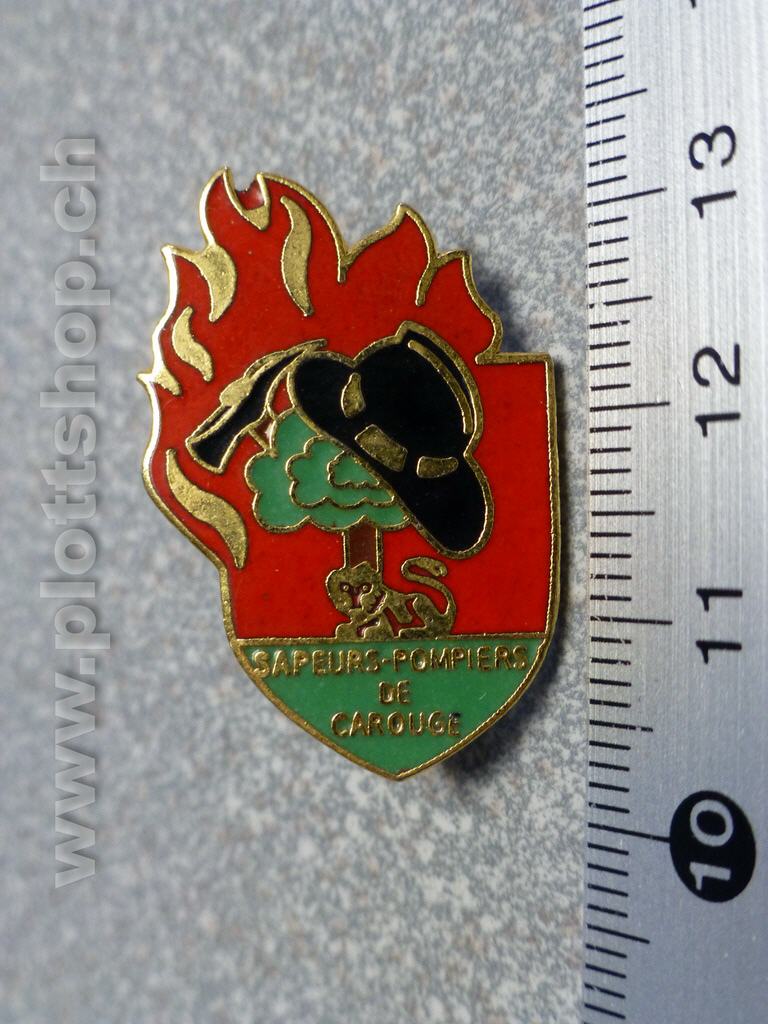 SAPEURS-POMPIERS
DE
CAROUGE
www.plottshop.ch
13
12
11
10